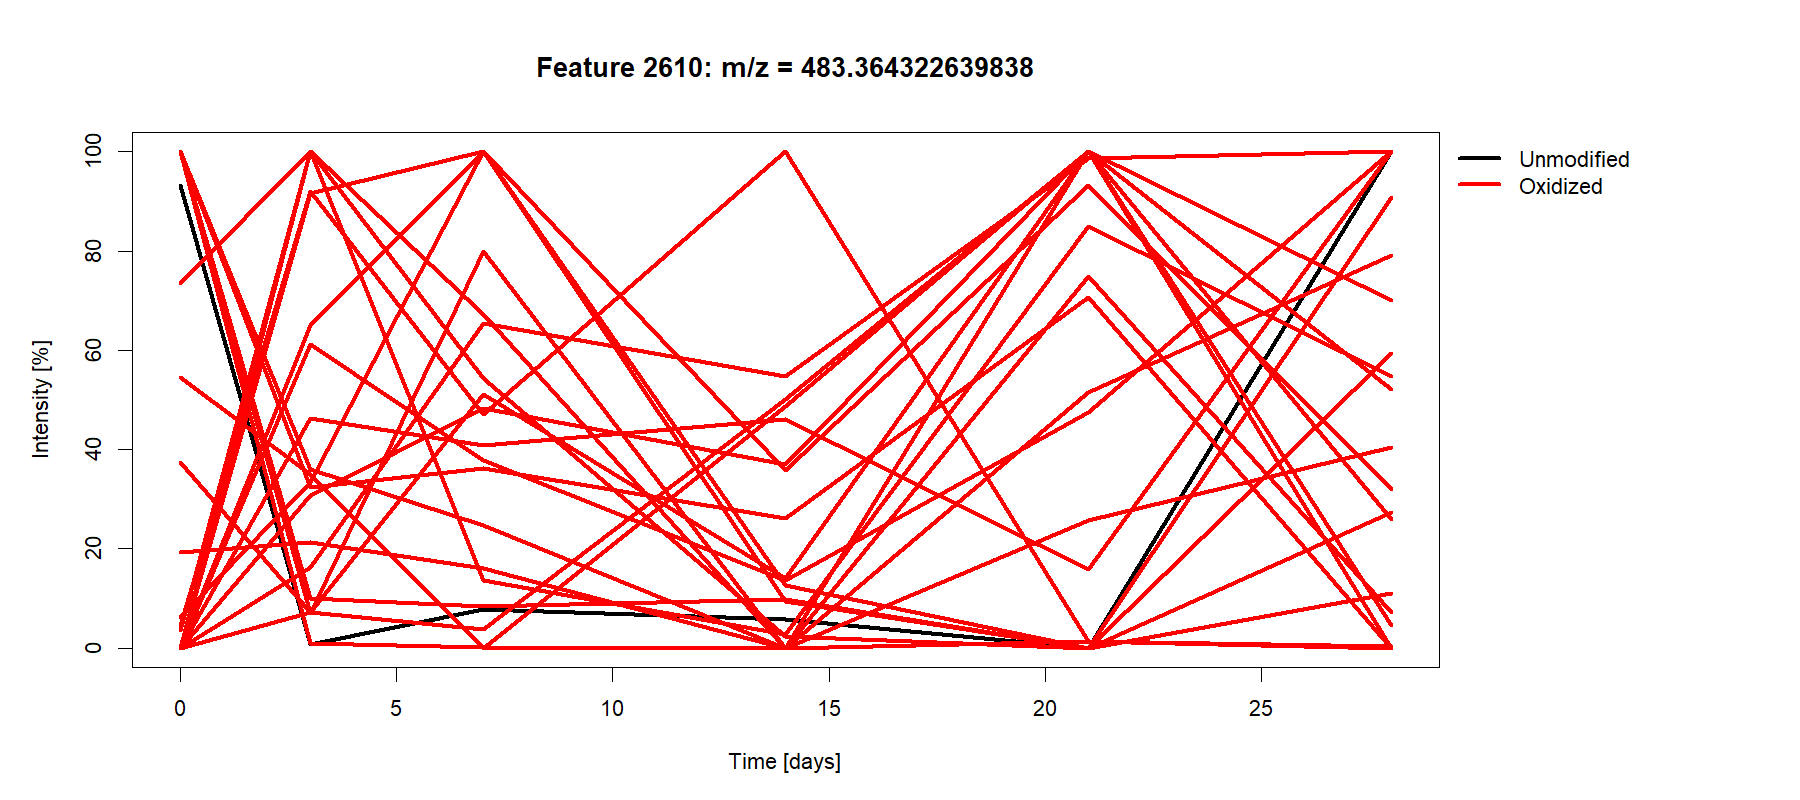 Feature 2610: m/z = 483.364322639838
Unmodified
Oxidized
Intensity [%]
100
80
60
40
20
0
0 5 10 15 20 25
Time [days]